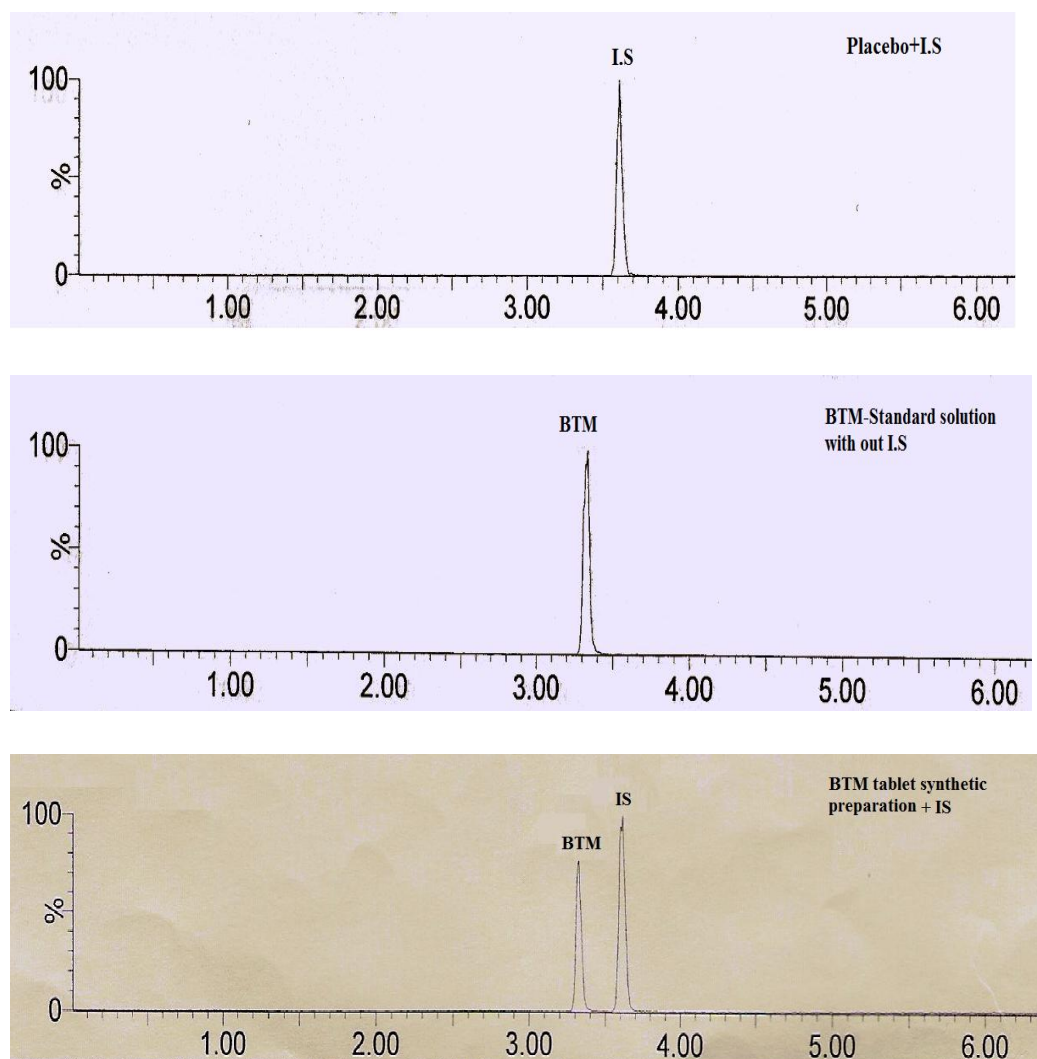 Placebo+I.S
I.S
100
%
0
1.00 2.00 3.00 4.00 5.00 6.00
BTM-Standard solution
with out I.S
BTM
100
%
0
1.00 2.00 3.00 4.00 5.00 6.00
BTM tablet synthetic
preparation + IS
IS
BTM
100
%
0
1.00 2.00 3.00 4.00 5.00 6.00